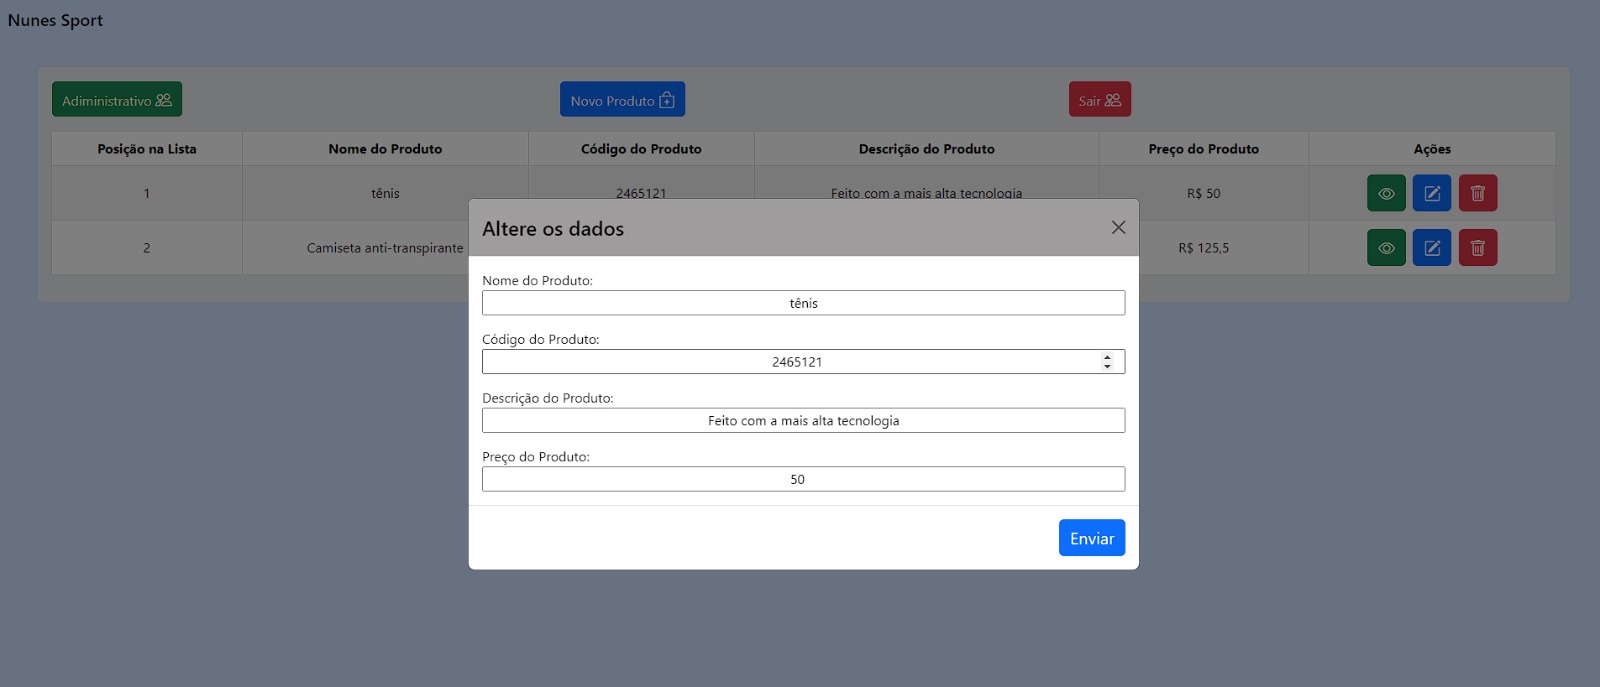 Nunes Sport
Adiministrativo
Novo Produto
Sair
Posição na Lista Nome do Produto Código do Produto Descrição do Produto Preço do Produto Ações
1 tênis 2465121 Feito com a mais alta tecnologia R$ 50
2 Camiseta anti-transpirante R$ 125,5
Altere os dados
Nome do Produto:
tênis
Código do Produto:
2465121
Descrição do Produto:
Feito com a mais alta tecnologia
Preço do Produto:
50
Enviar